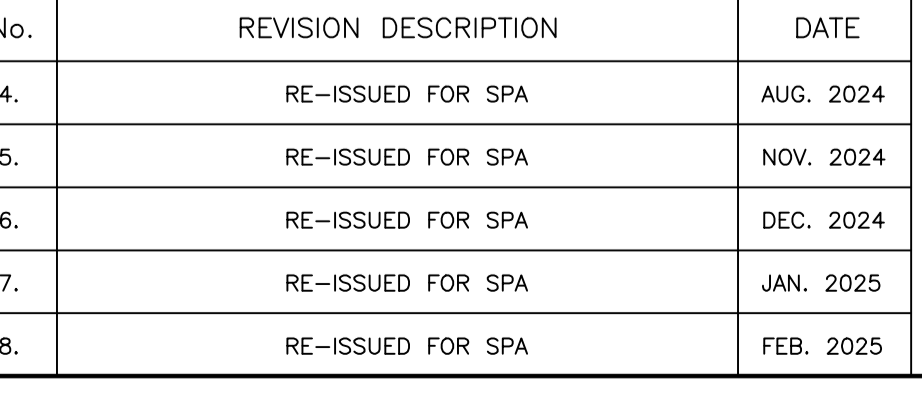 No. REVISION DESCRIPTION DATE
4. RE-ISSUED FOR SPA AUG. 2024
5. RE-ISSUED FOR SPA NOV. 2024
6. RE-ISSUED FOR SPA DEC. 2024
7. RE-ISSUED FOR SPA JAN. 2025
8. RE-ISSUED FOR SPA FEB. 2025